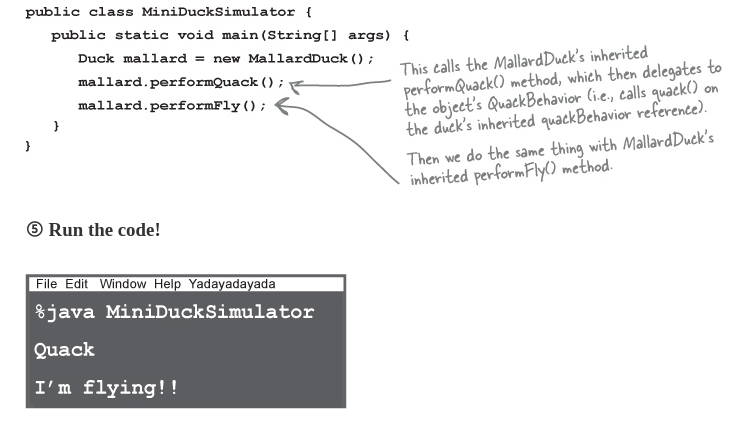 public class MiniDuckSimulator {
public static void main(String[] args) {
Duck mallard = new MallardDuck();
mallard.performQuack();
mallard.performFly();
}
}
This calls the MallardDuck's inherited
performQuack() method, which then delegates to
the object's QuackBehavior (i.e., calls quack() on
the duck's inherited quackBehavior reference).
Then we do the same thing with MallardDuck's
inherited performFly() method.
⑤ Run the code!
File Edit Window Help Yadayadayada
%java MiniDuckSimulator
Quack
I'm flying!!